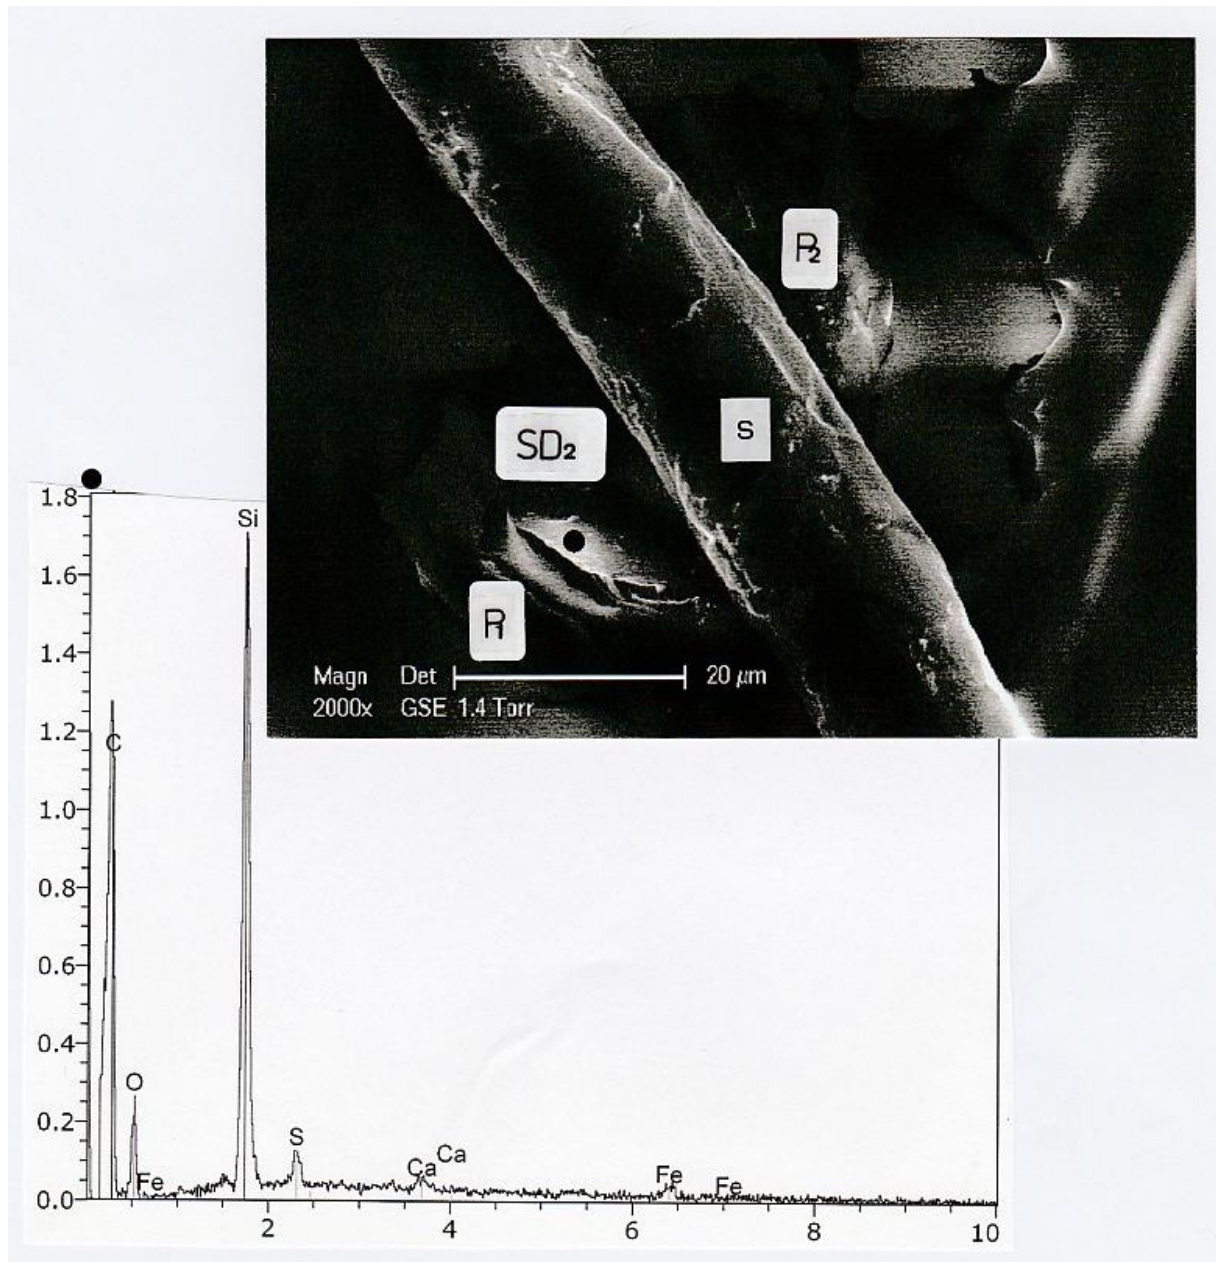 P₂
S
SD₂
P₁
Magn Det 20 µm
2000x GSE 1.4 Torr
1.8
1.6
1.4
1.2
1.0
0.8
0.6
0.4
0.2
0.0
C
O
Fe
Si
S
Ca
Ca
Fe
Fe
2
4
6
8
10